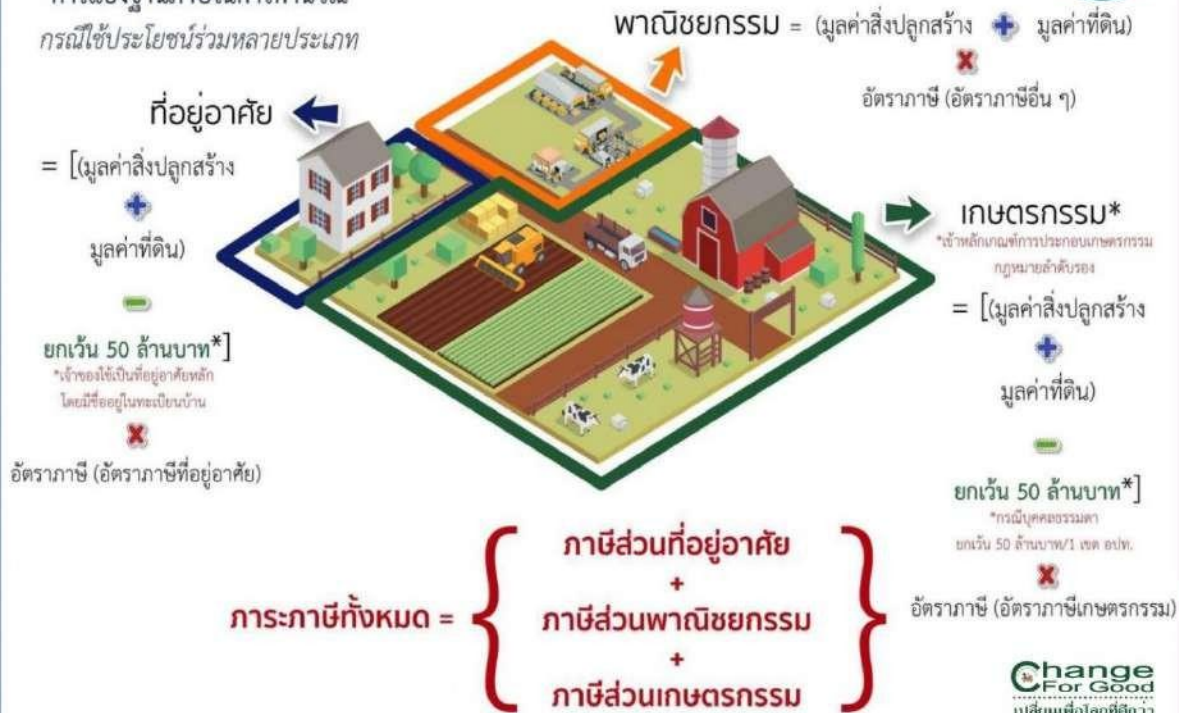 กรณีใช้ประโยชน์ร่วมหลายประเภท
พาณิชยกรรม = (มูลค่าสิ่งปลูกสร้าง + มูลค่าที่ดิน)
x
อัตราภาษี (อัตราภาษีอื่น ๆ)
ที่อยู่อาศัย
= [(มูลค่าสิ่งปลูกสร้าง
+
มูลค่าที่ดิน)
-
ยกเว้น 50 ล้านบาท*]
*เจ้าของใช้เป็นที่อยู่อาศัยหลัก
โดยมีชื่ออยู่ในทะเบียนบ้าน
x
อัตราภาษี (อัตราภาษีที่อยู่อาศัย)
เกษตรกรรม*
*เข้าหลักเกณฑ์การประกอบเกษตรกรรม
กฎหมายลำดับรอง
= [(มูลค่าสิ่งปลูกสร้าง
+
มูลค่าที่ดิน)
-
ยกเว้น 50 ล้านบาท*]
*กรณีบุคคลธรรมดา
ยกเว้น 50 ล้านบาท/1 เขต อปท.
x
อัตราภาษี (อัตราภาษีเกษตรกรรม)
ภาระภาษีทั้งหมด = {
ภาษีส่วนที่อยู่อาศัย
+
ภาษีส่วนพาณิชยกรรม
+
ภาษีส่วนเกษตรกรรม
}
Change
For Good
เปลี่ยนเพื่อโลกที่ดีกว่า